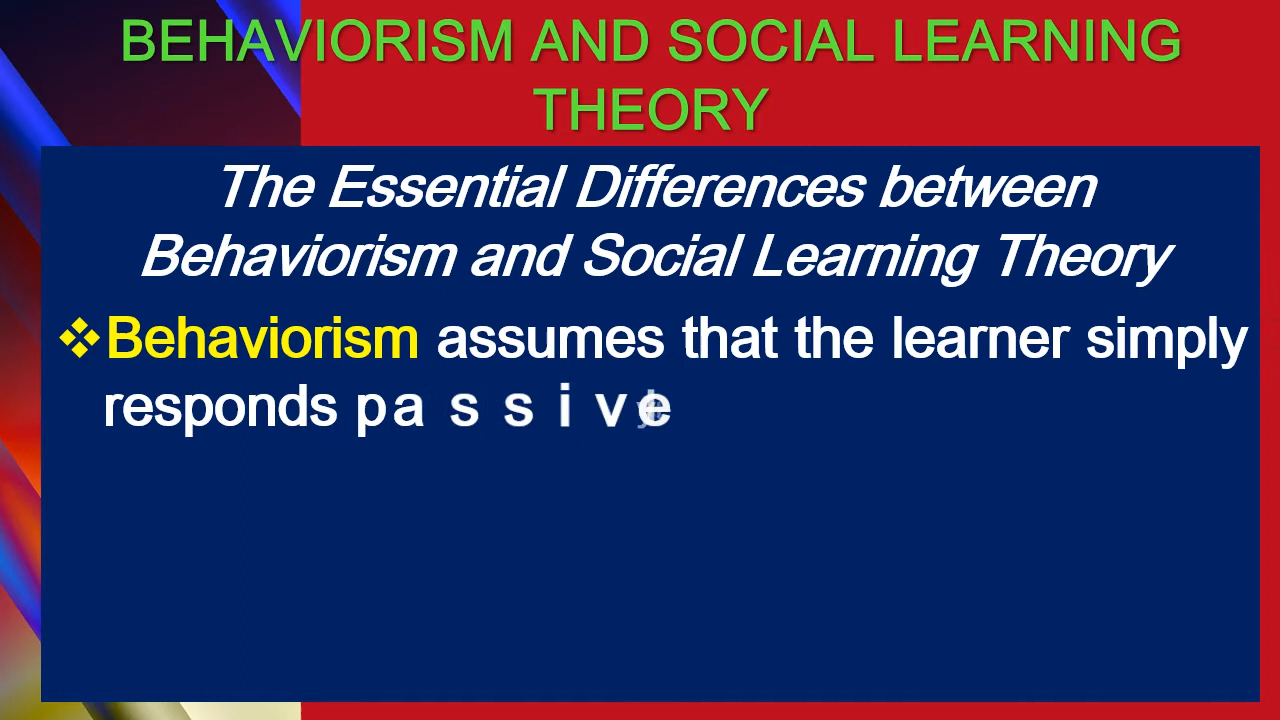 BEHAVIORISM AND SOCIAL LEARNING
THEORY
The Essential Differences between
Behaviorism and Social Learning Theory
❖Behaviorism assumes that the learner simply
responds passive